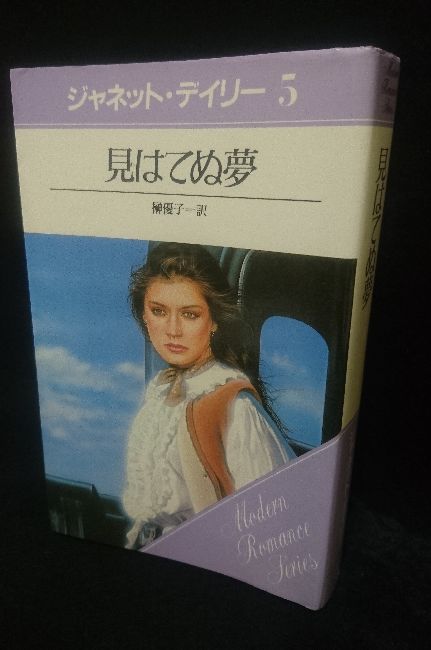 ジャネット・デイリー 5
見はてぬ夢
榊優子＝訳
Modern
Romance
Series
見はてぬ夢